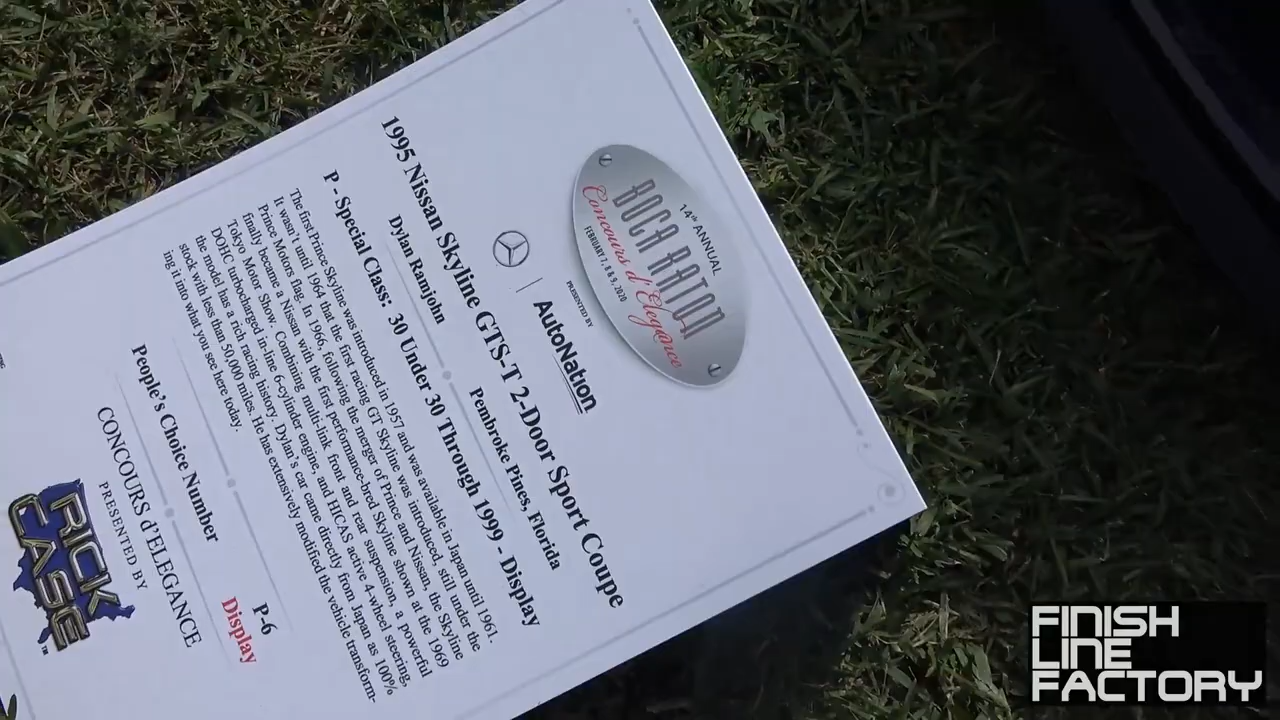 14th ANNUAL
BOCA RATON
Concours d'Elegance
FEBRUARY 7, 8 & 9, 2020
PRESENTED BY
AutoNation
1995 Nissan Skyline GTS-T 2-Door Sport Coupe
Dylan Ramjohn
Pembroke Pines, Florida
P - Special Class: 30 Under 30 Through 1999 - Display
The first Prince Skyline was introduced in 1957 and was available in Japan until 1961.
It wasn't until 1964 that the first racing GT Skyline was introduced, still under the
Prince Motors flag. In 1966, following the merger of Prince and Nissan, the Skyline
finally became a Nissan with the first performance-bred Skyline shown at the 1969
Tokyo Motor Show. Combining multi-link front and rear suspension, a powerful
DOHC turbocharged in-line 6-cylinder engine, and HICAS active 4-wheel steering,
the model has a rich racing history. Dylan's car came directly from Japan as 100%
stock with less than 50,000 miles. He has extensively modified the vehicle transform-
ing it into what you see here today.
People's Choice Number
P-6
Display
CONCOURS d'ELEGANCE
PRESENTED BY
RICK
CASE
TM
FINISH
LINE
FACTORY